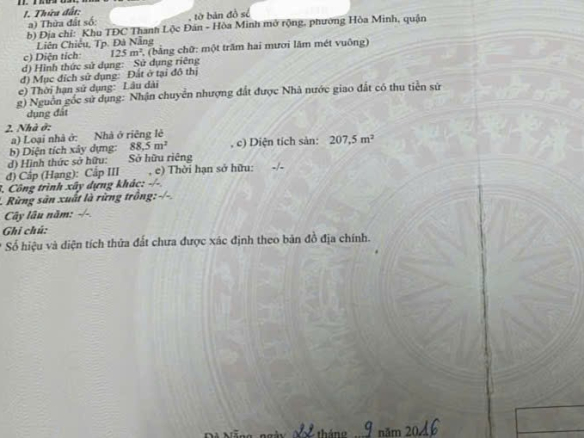 1. Thửa đất:
a) Thửa đất số: , tờ bản đồ số
b) Địa chỉ: Khu TĐC Thanh Lộc Đán - Hòa Minh mở rộng, phường Hòa Minh, quận
Liên Chiểu, Tp. Đà Nẵng
c) Diện tích: 125 m², (bằng chữ: một trăm hai mươi lăm mét vuông)
d) Hình thức sử dụng: Sử dụng riêng
đ) Mục đích sử dụng: Đất ở tại đô thị
e) Thời hạn sử dụng: Lâu dài
g) Nguồn gốc sử dụng: Nhận chuyển nhượng đất được Nhà nước giao đất có thu tiền sử
dụng đất
2. Nhà ở:
a) Loại nhà ở: Nhà ở riêng lẻ
b) Diện tích xây dựng: 88,5 m² , c) Diện tích sàn: 207,5 m²
d) Hình thức sở hữu: Sở hữu riêng
đ) Cấp (Hạng): Cấp III , e) Thời hạn sở hữu: -/-
. Công trình xây dựng khác: -/-.
. Rừng sản xuất là rừng trồng:-/-.
Cây lâu năm: -/-.
Ghi chú:
Số hiệu và diện tích thửa đất chưa được xác định theo bản đồ địa chính.
Đà Nẵng, ngày 22 tháng 9 năm 2016